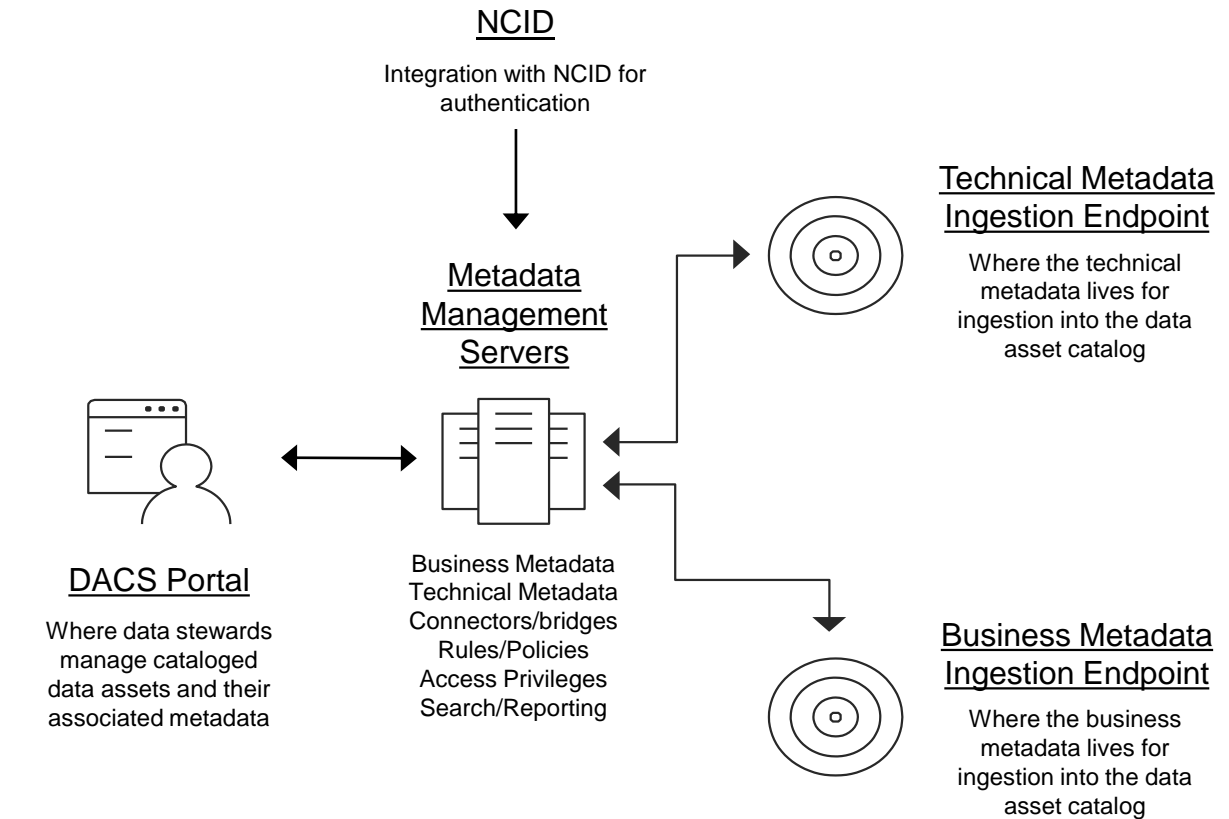 NCID
Integration with NCID for
authentication
Technical Metadata
Ingestion Endpoint
Where the technical
metadata lives for
ingestion into the data
asset catalog
Metadata
Management
Servers
Business Metadata
Technical Metadata
Connectors/bridges
Rules/Policies
Access Privileges
Search/Reporting
DACS Portal
Where data stewards
manage cataloged
data assets and their
associated metadata
Business Metadata
Ingestion Endpoint
Where the business
metadata lives for
ingestion into the data
asset catalog